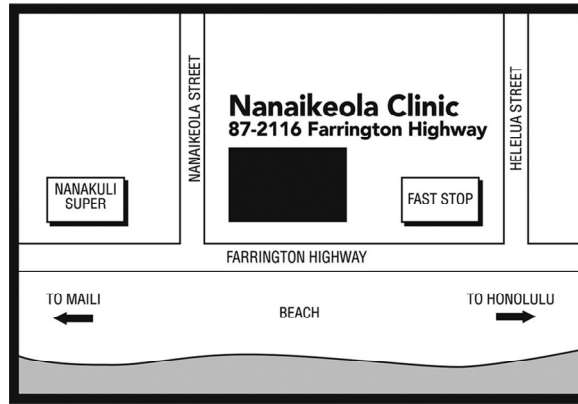 NANAIKEOLA STREET
HELELUA STREET
Nanaikeola Clinic
87-2116 Farrington Highway
NANAKULI
SUPER
FAST STOP
FARRINGTON HIGHWAY
TO MAILI
BEACH
TO HONOLULU